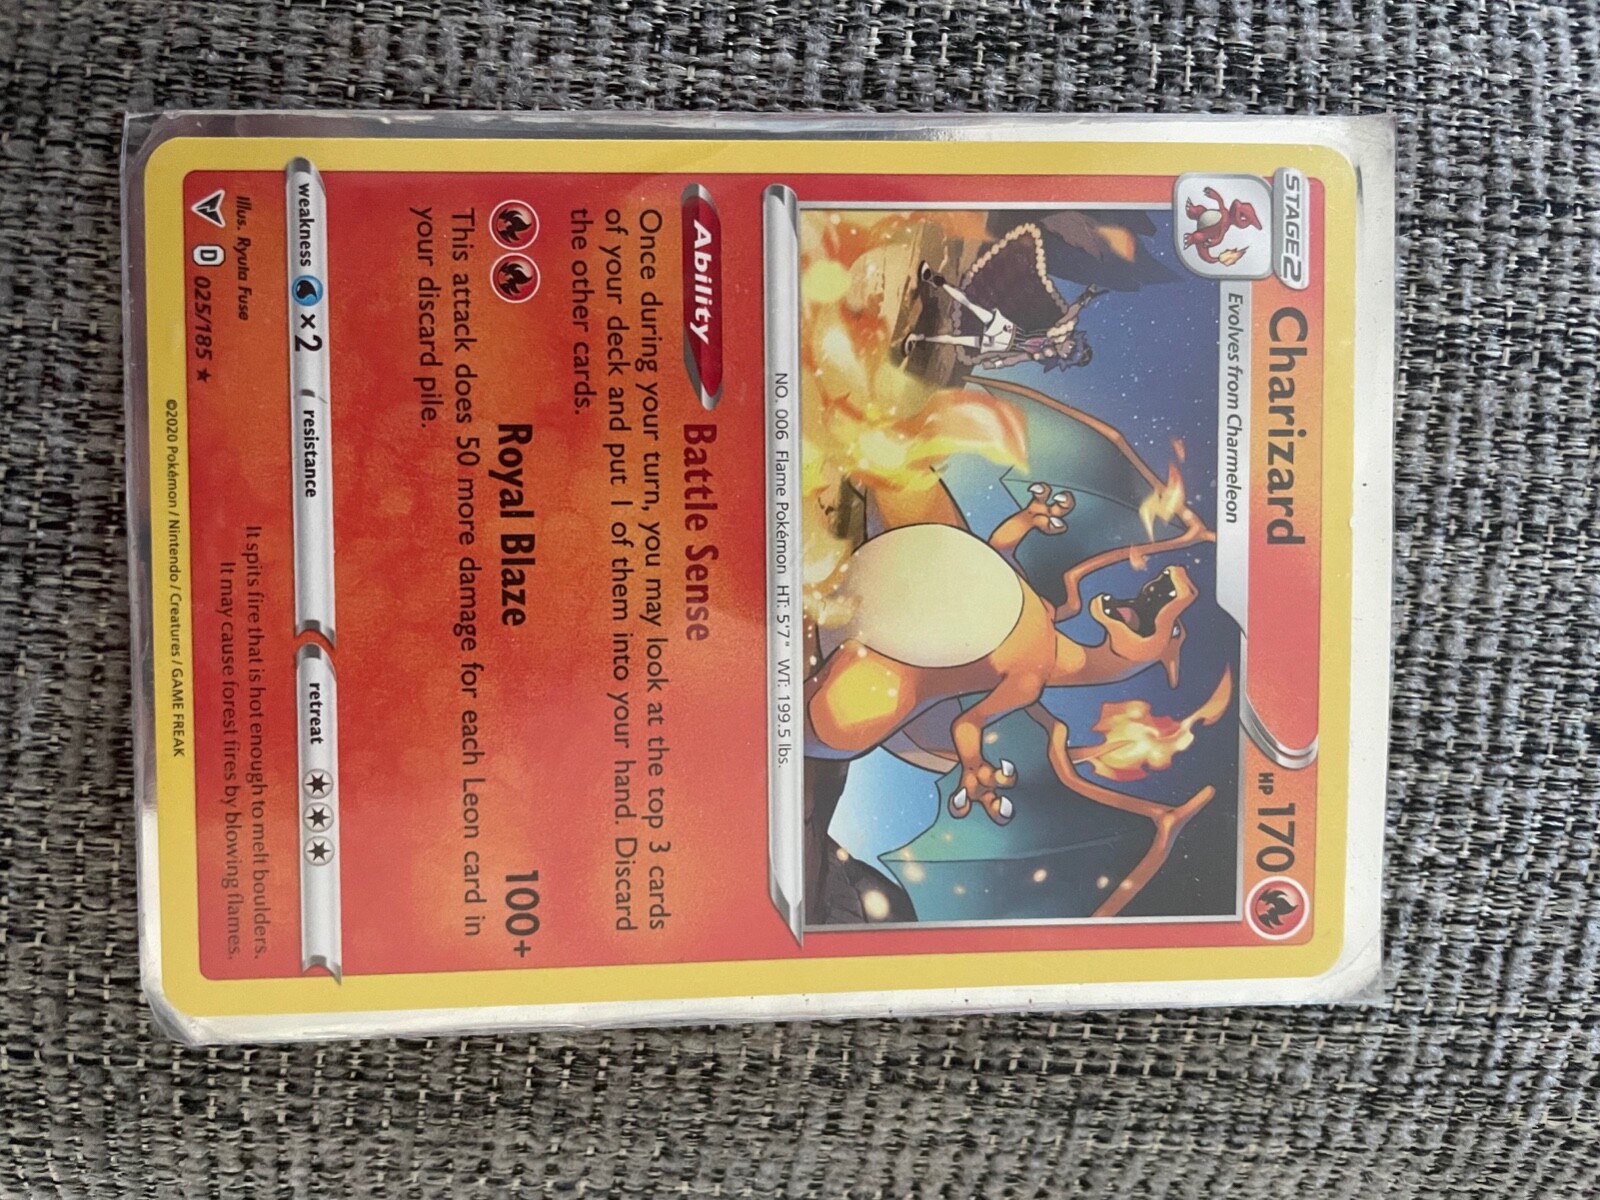 STAGE 2
Charizard
HP 170
Evolves from Charmeleon
NO. 006 Flame Pokémon HT: 5'7" WT: 199.5 lbs.
Ability Battle Sense
Once during your turn, you may look at the top 3 cards
of your deck and put 1 of them into your hand. Discard
the other cards.
Royal Blaze 100+
This attack does 50 more damage for each Leon card in
your discard pile.
weakness ×2 resistance retreat
Illus. Ryuta Fuse
D 025/185 ★
It spits fire that is hot enough to melt boulders.
It may cause forest fires by blowing flames.
©2020 Pokémon / Nintendo / Creatures / GAME FREAK